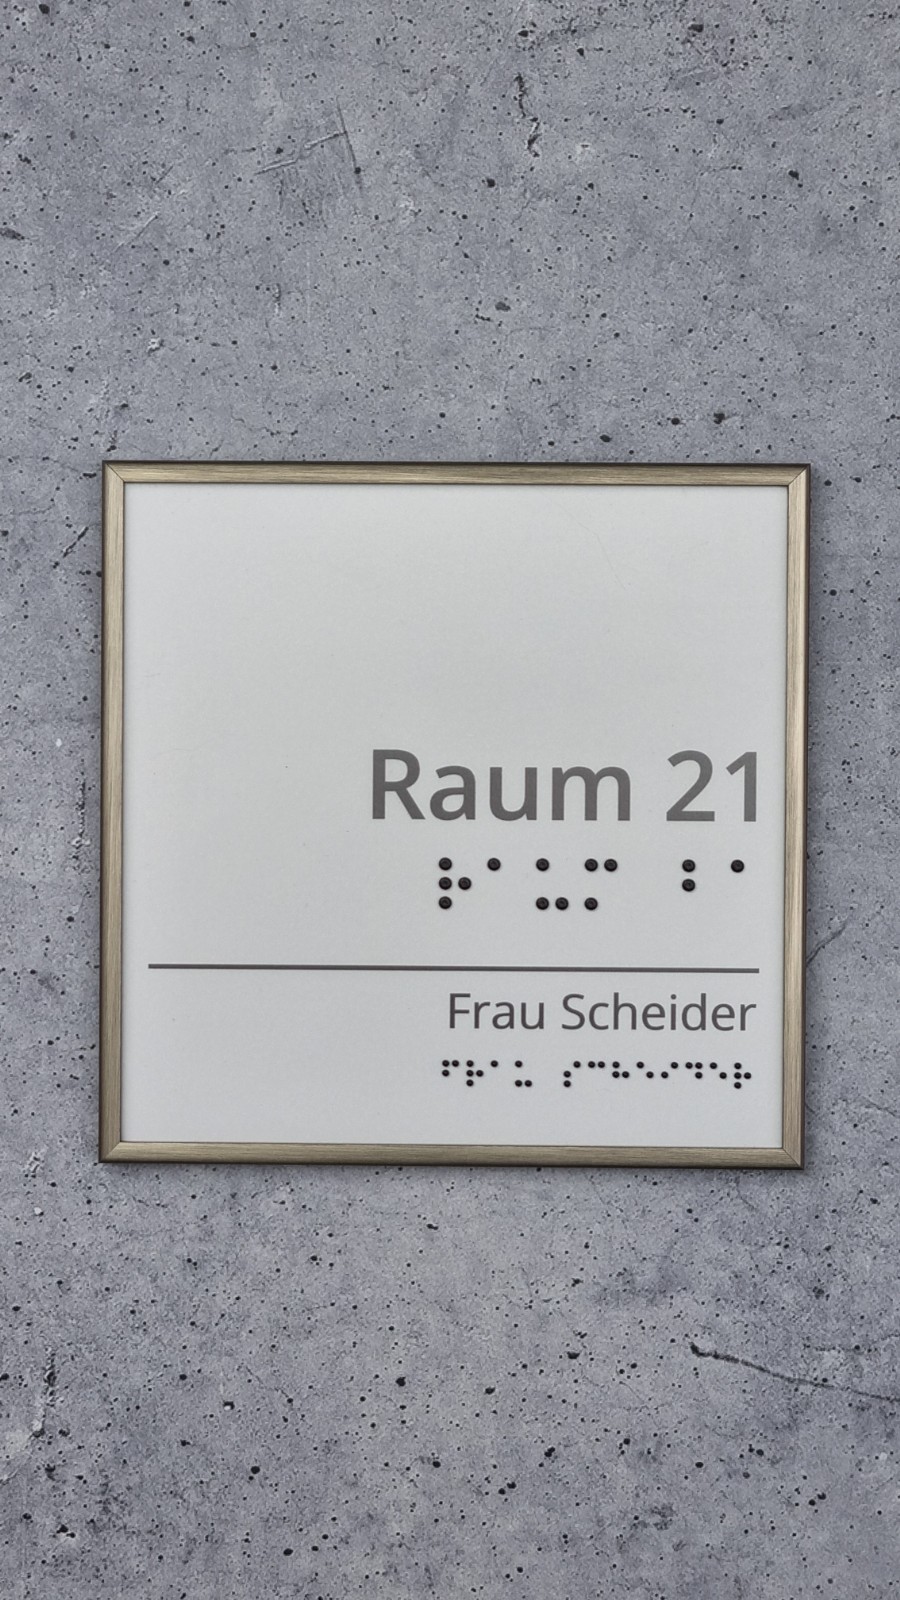 Raum 21
⠗⠁⠥⠍ ⠃⠁
Frau Scheider
⠋⠗⠁⠥ ⠎⠉⠓⠑⠊⠙⠑⠗